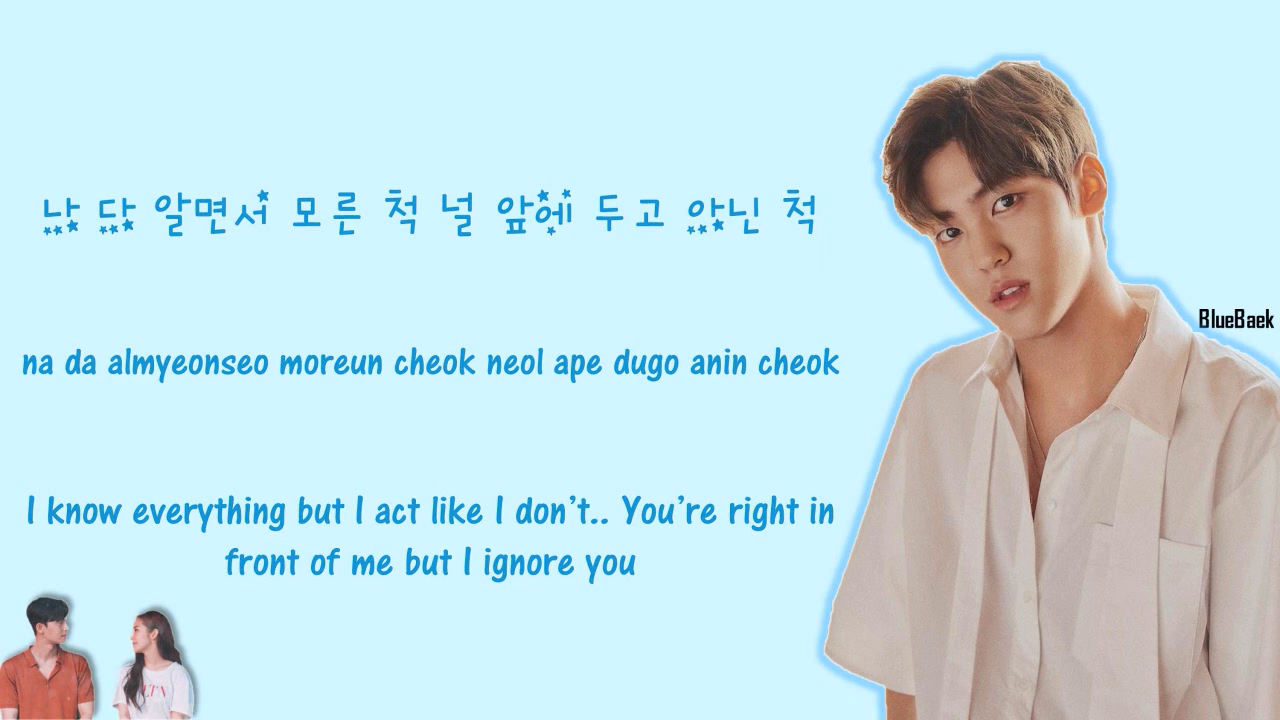 나 다 알면서 모른 척 널 앞에 두고 아닌 척
na da almyeonseo moreun cheok neol ape dugo anin cheok
I know everything but I act like I don't.. You're right in
front of me but I ignore you
BlueBaek